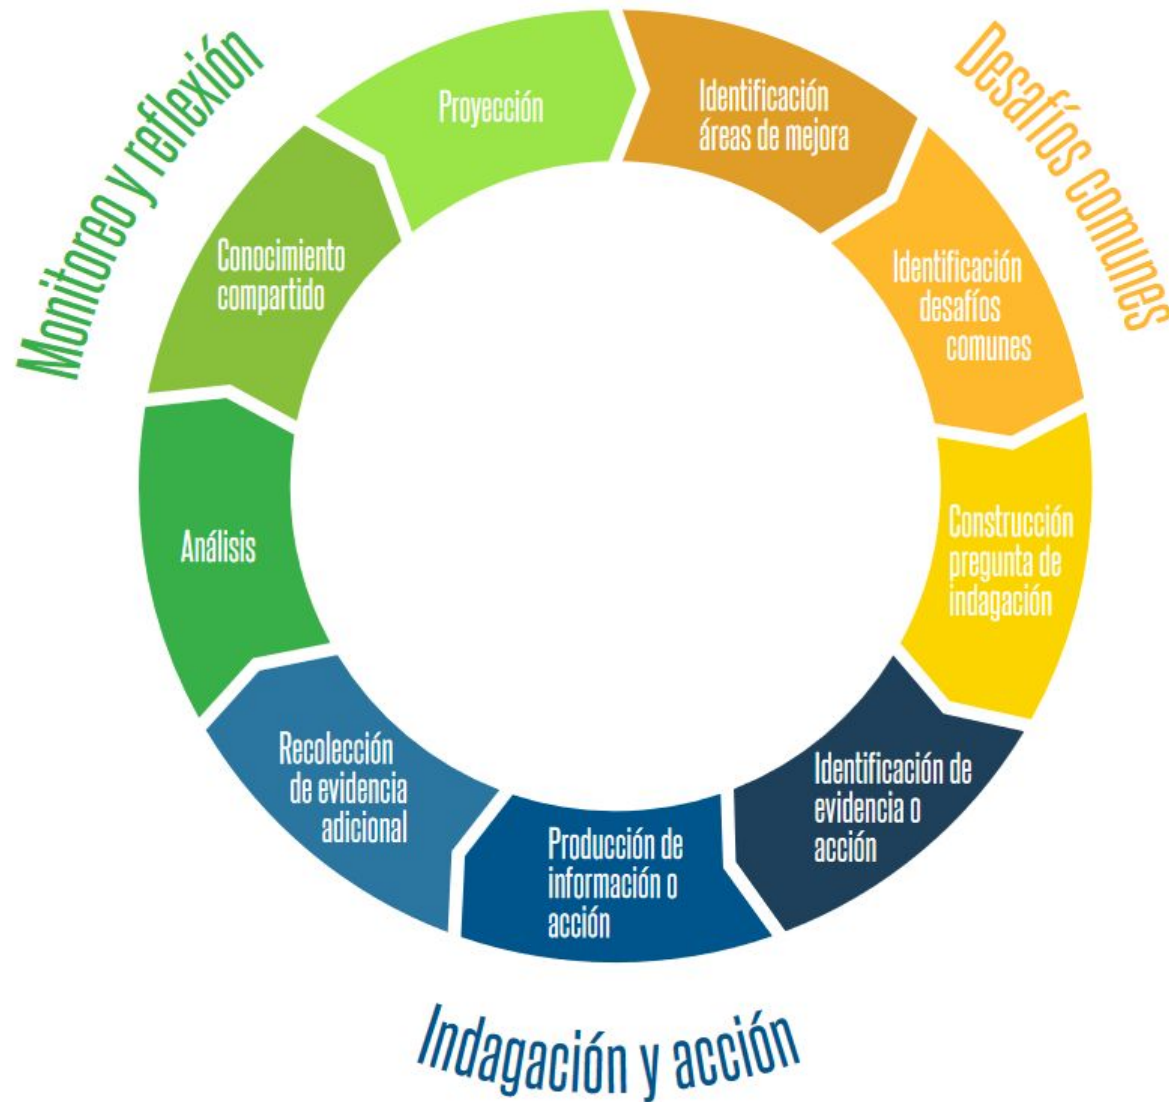 Desafíos comunes
Identificación
áreas de mejora
Identificación
desafíos
comunes
Construcción
pregunta de
indagación
Indagación y acción
Identificación de
evidencia o
acción
Producción de
información o
acción
Recolección
de evidencia
adicional
Monitoreo y reflexión
Análisis
Conocimiento
compartido
Proyección